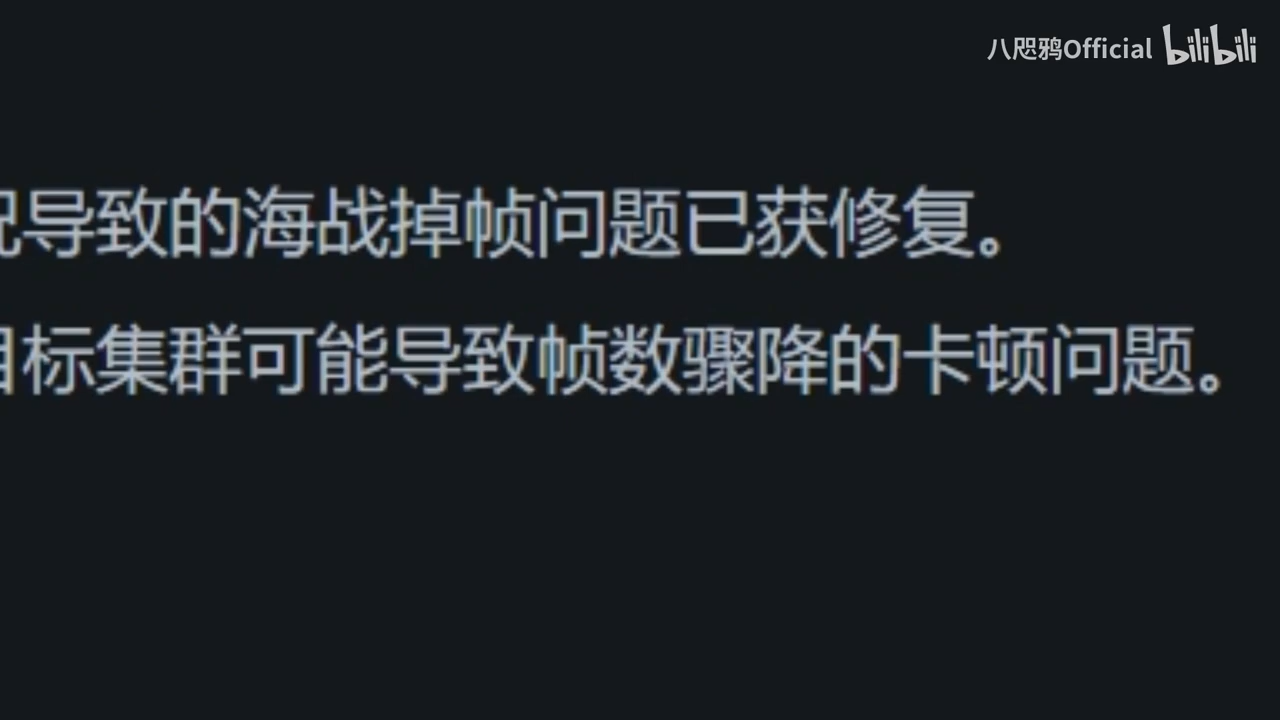 八咫鸦Official bilibili
况导致的海战掉帧问题已获修复。
目标集群可能导致帧数骤降的卡顿问题。